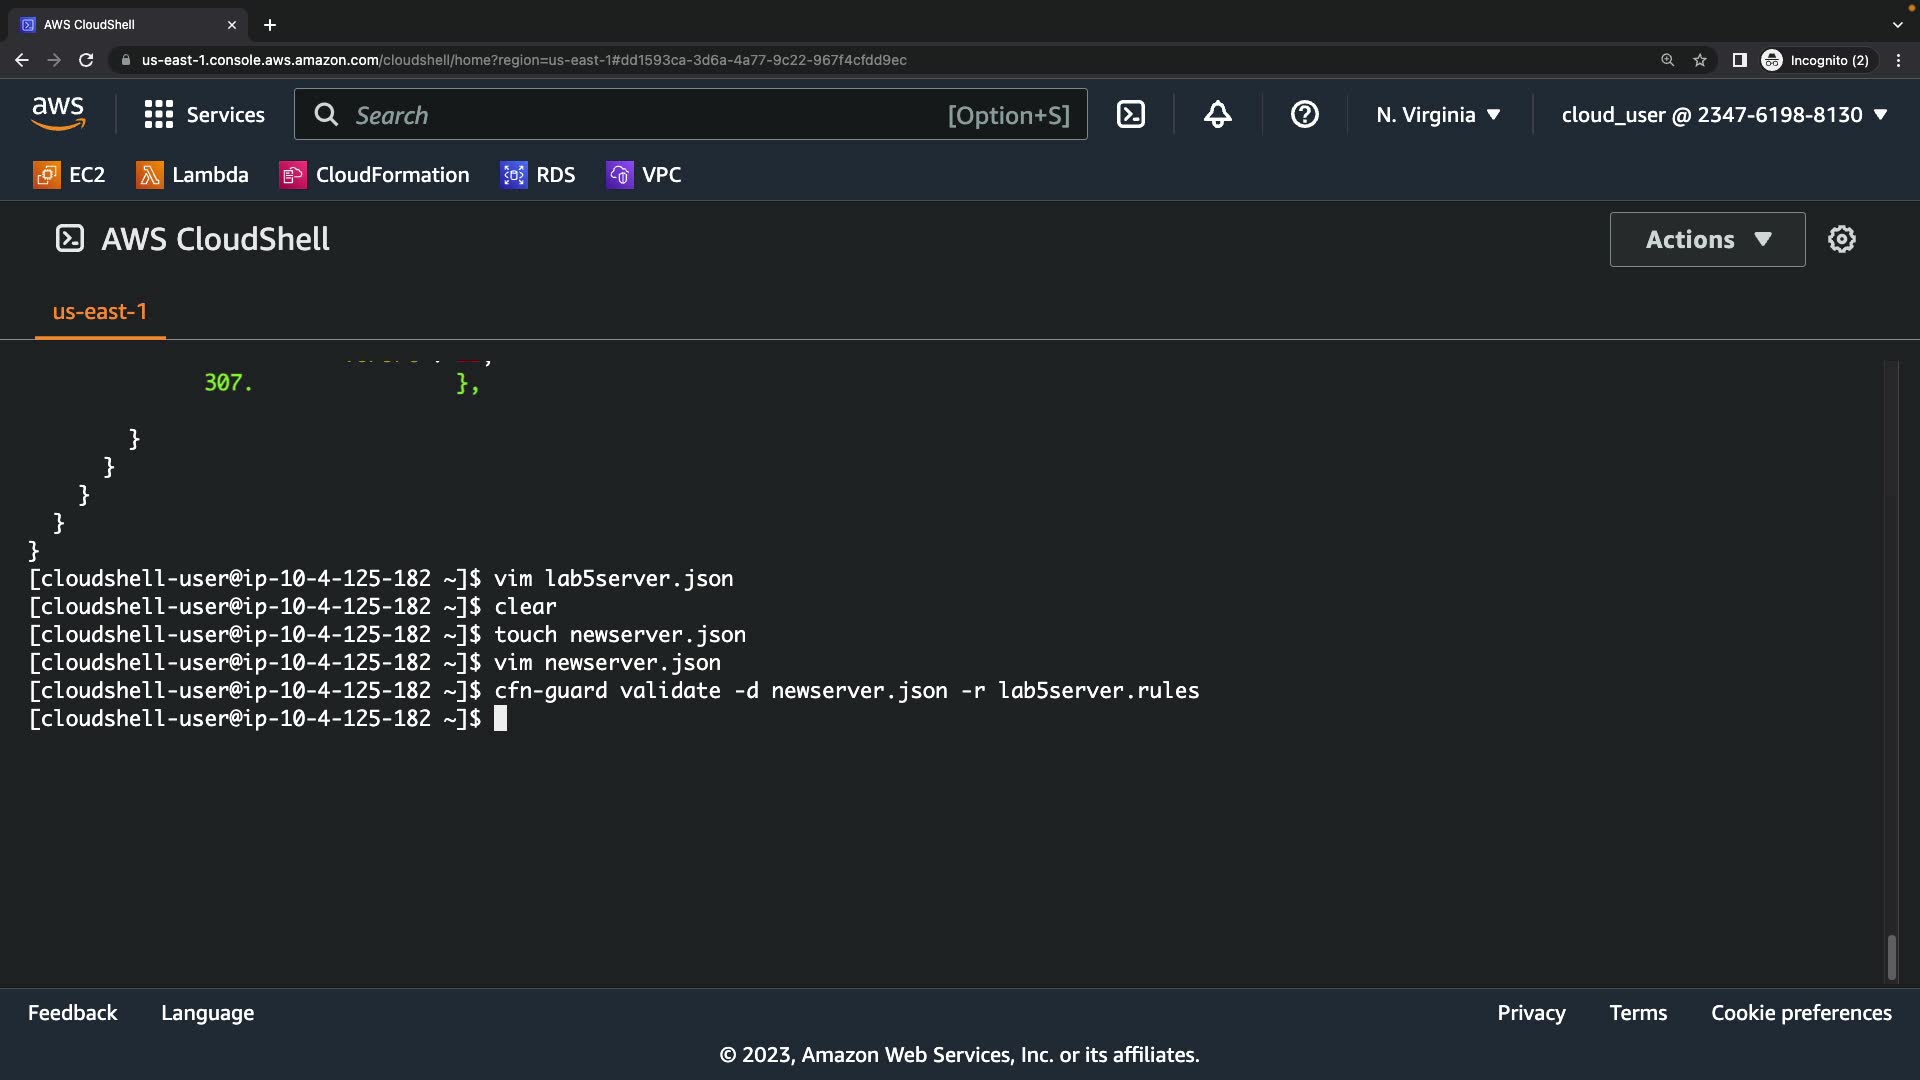 AWS CloudShell
us-east-1.console.aws.amazon.com/cloudshell/home?region=us-east-1#dd1593ca-3d6a-4a77-9c22-967f4cfdd9ec
Incognito (2)
aws
Services
Search
[Option+S]
N. Virginia
cloud_user @ 2347-6198-8130
EC2
Lambda
CloudFormation
RDS
VPC
AWS CloudShell
Actions
us-east-1
307. },
}
}
}
}
}
[cloudshell-user@ip-10-4-125-182 ~]$ vim lab5server.json
[cloudshell-user@ip-10-4-125-182 ~]$ clear
[cloudshell-user@ip-10-4-125-182 ~]$ touch newserver.json
[cloudshell-user@ip-10-4-125-182 ~]$ vim newserver.json
[cloudshell-user@ip-10-4-125-182 ~]$ cfn-guard validate -d newserver.json -r lab5server.rules
[cloudshell-user@ip-10-4-125-182 ~]$
Feedback
Language
Privacy
Terms
Cookie preferences
© 2023, Amazon Web Services, Inc. or its affiliates.